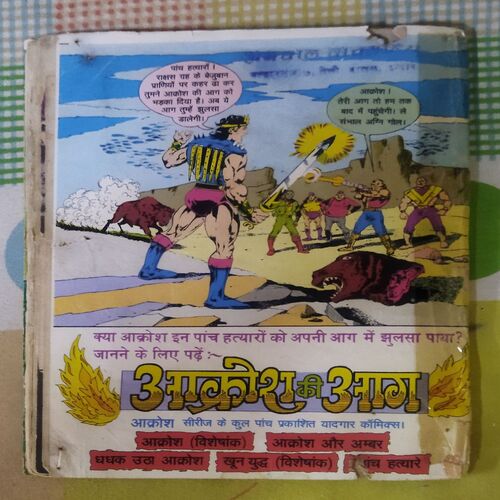 पांच हत्यारों !
राक्षस ग्रह के बेजुबान
प्राणियों पर कहर ढा कर
तुमने आक्रोश की आग को
भड़का दिया है। अब ये
आग तुम्हें झुलसा
डालेगी।
आक्रोश !
तेरी आग तो हम तक
बाद में पहुंचेगी। ले
संभाल अग्नि गोला।
क्या आक्रोश इन पांच हत्यारों को अपनी आग में झुलसा पाया?
जानने के लिए पढ़ें :-
आक्रोश की आग
आक्रोश सीरीज के कुल पांच प्रकाशित यादगार कॉमिक्स।
आक्रोश (विशेषांक) आक्रोश और अम्बर
धधक उठा आक्रोश खून युद्ध (विशेषांक) पांच हत्यारे